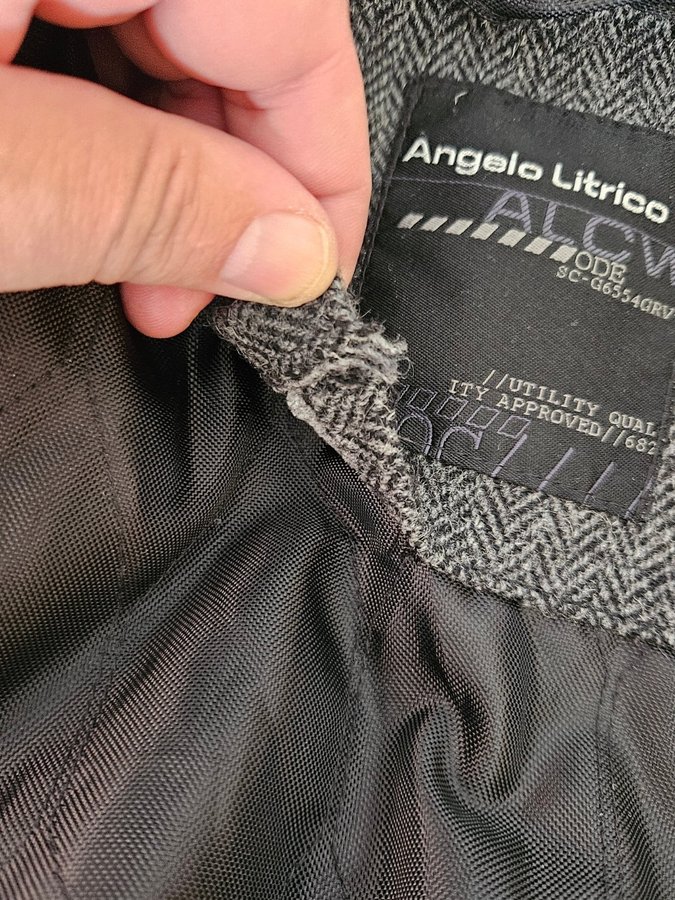 Angelo Litrico
ALCW
ODE
SC-G6554GRV
//UTILITY QUAL
ITY APPROVED//682